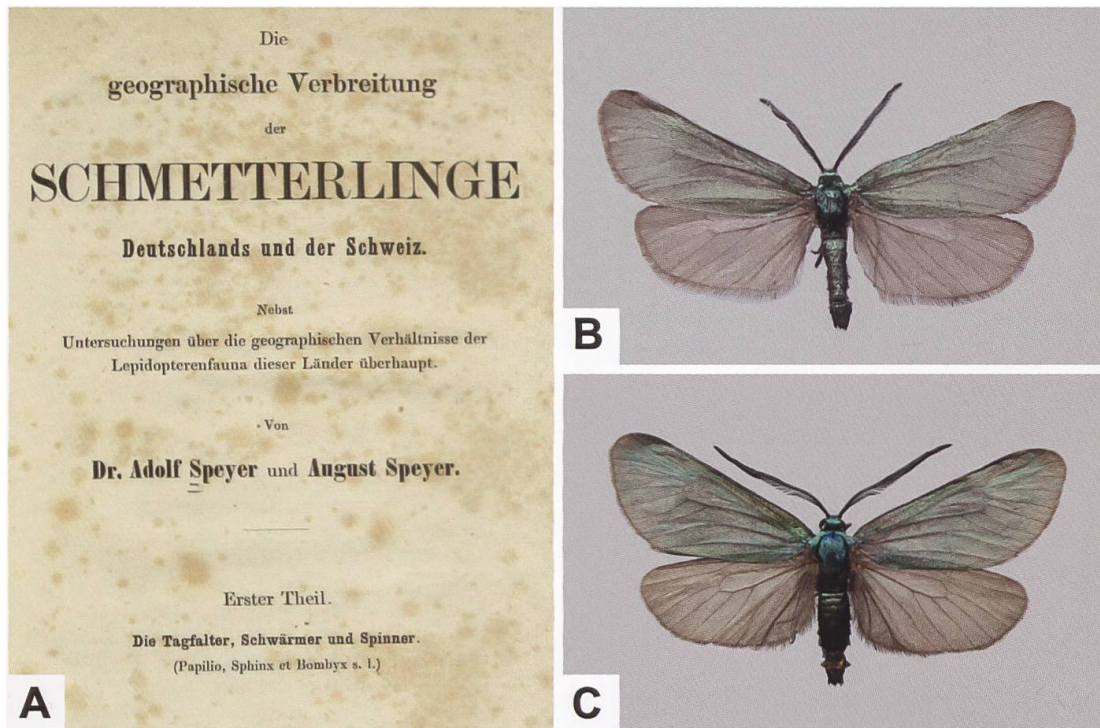 Die
geographische Verbreitung
der
SCHMETTERLINGE
Deutschlands und der Schweiz.
Nebst
Untersuchungen über die geographischen Verhältnisse der
Lepidopterenfauna dieser Länder überhaupt.
Von
Dr. Adolf Speyer und August Speyer.
Erster Theil.
Die Tagfalter, Schwärmer und Spinner.
(Papilio, Sphinx et Bombyx s. l.)
A
B
C